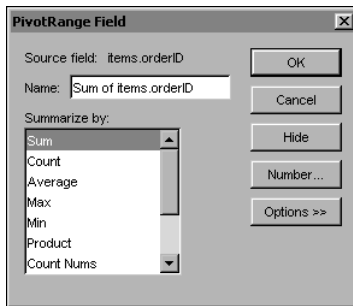 PivotRange Field
Source field: items.orderID
OK
Name: Sum of items.orderID
Cancel
Summarize by:
Sum
Hide
Count
Average
Number...
Max
Min
Options >>
Product
Count Nums